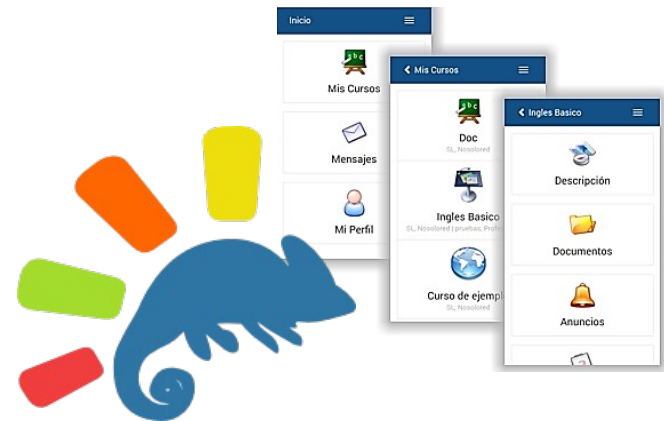 Inicio
Mis Cursos
Mensajes
Mi Perfil
Mis Cursos
Doc
SL, Nosolored
Ingles Basico
SL, Nosolored | pruebas, Profe
Curso de ejempl
SL, Nosolored
Ingles Basico
Descripción
Documentos
Anuncios